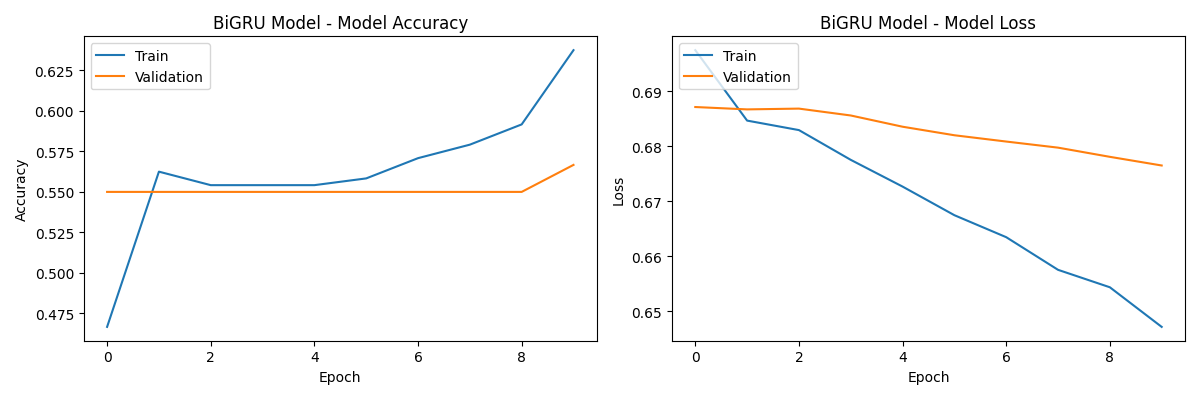 BiGRU Model - Model Accuracy
Train
Validation
0.625
0.600
0.575
0.550
0.525
0.500
0.475
Accuracy
0 2 4 6 8
Epoch
BiGRU Model - Model Loss
Train
Validation
0.69
0.68
0.67
0.66
0.65
Loss
0 2 4 6 8
Epoch